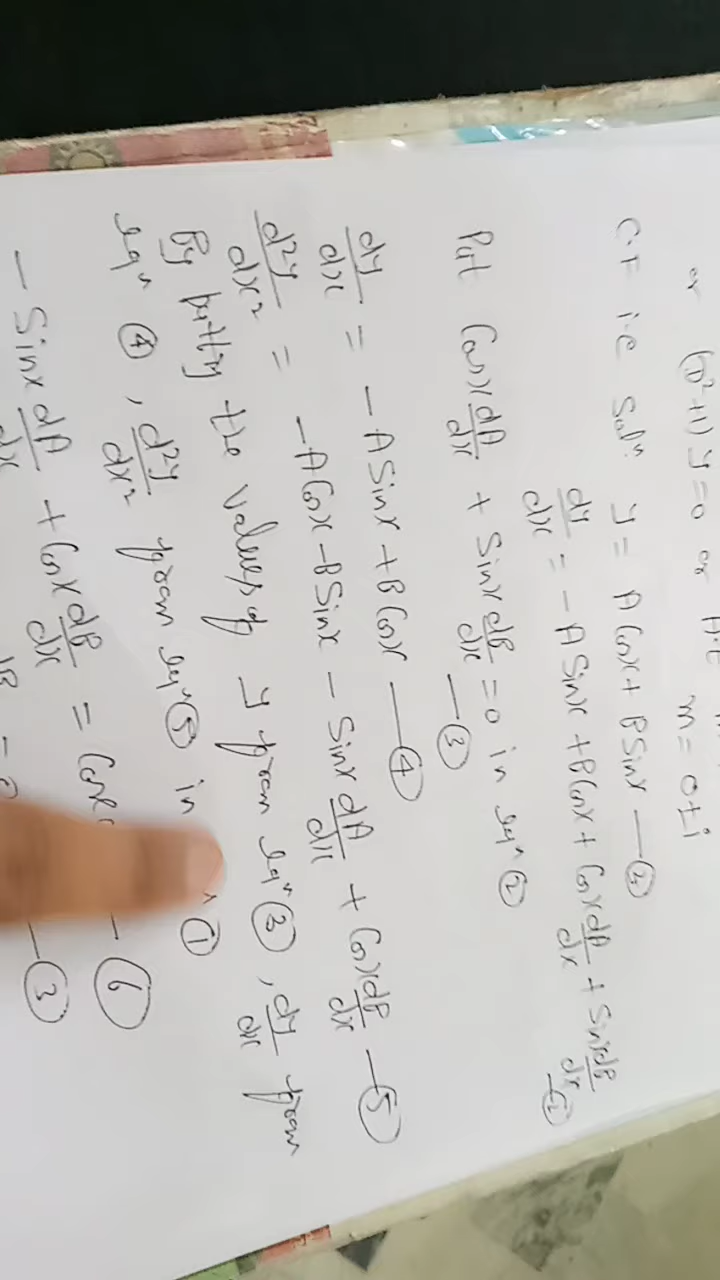 or (D²+1) y = 0 or A.E
m = 0 ± i
C.F i.e Solⁿ y = A Cosx + B Sinx — ②
dy/dx = - A Sinx + B Cosx + Cosx dA/dx + Sinx dB/dx —
Put Cosx dA/dx + Sinx dB/dx = 0 in eqⁿ ②
— ③
dy/dx = - A Sinx + B Cosx — ④
d²y/dx² = - A Cosx - B Sinx - Sinx dA/dx + Cosx dB/dx — ⑤
By putting the values of y from eqⁿ, dy/dx from
eqⁿ ④, d²y/dx² from eqⁿ ⑤ in ①
- Sinx dA/dx + Cosx dB/dx = — ⑥
— ③